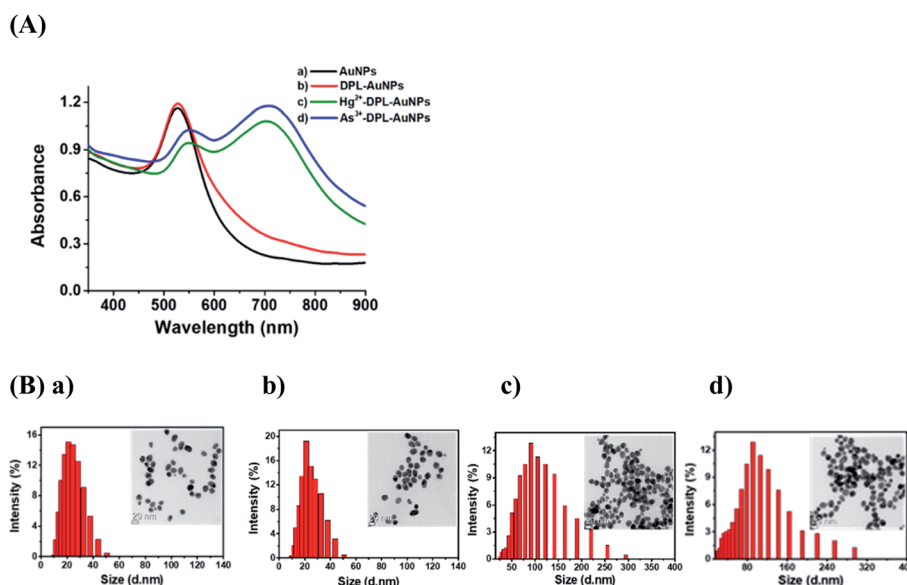 (A)
a) AuNPs
b) DPL-AuNPs
c) Hg²⁺-DPL-AuNPs
d) As³⁺-DPL-AuNPs
1.2
0.9
0.6
0.3
0.0
Absorbance
400 500 600 700 800 900
Wavelength (nm)
(B) a) b) c) d)
16
12
8
4
0
Intensity (%)
20 nm
0 20 40 60 80 100 120 140
Size (d.nm)
20
16
12
8
4
0
Intensity (%)
0 20 40 60 80 100 120 140
Size (d.nm)
15
12
9
6
3
0
Intensity (%)
50 100 150 200 250 300 350 400
Size (d.nm)
15
12
9
6
3
0
Intensity (%)
80 160 240 320
Size (d.nm)